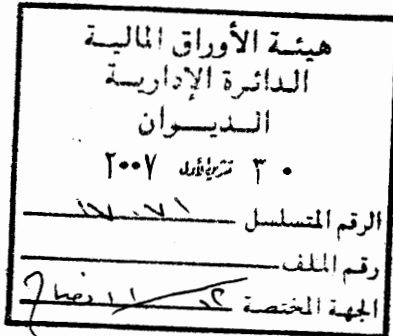 هيئة الأوراق المالية
الدائرة الإدارية
الديوان
٣٠ تشرين الأول ٢٠٠٧
الرقم المتسلسل
رقم الملف
الجهة المختصة